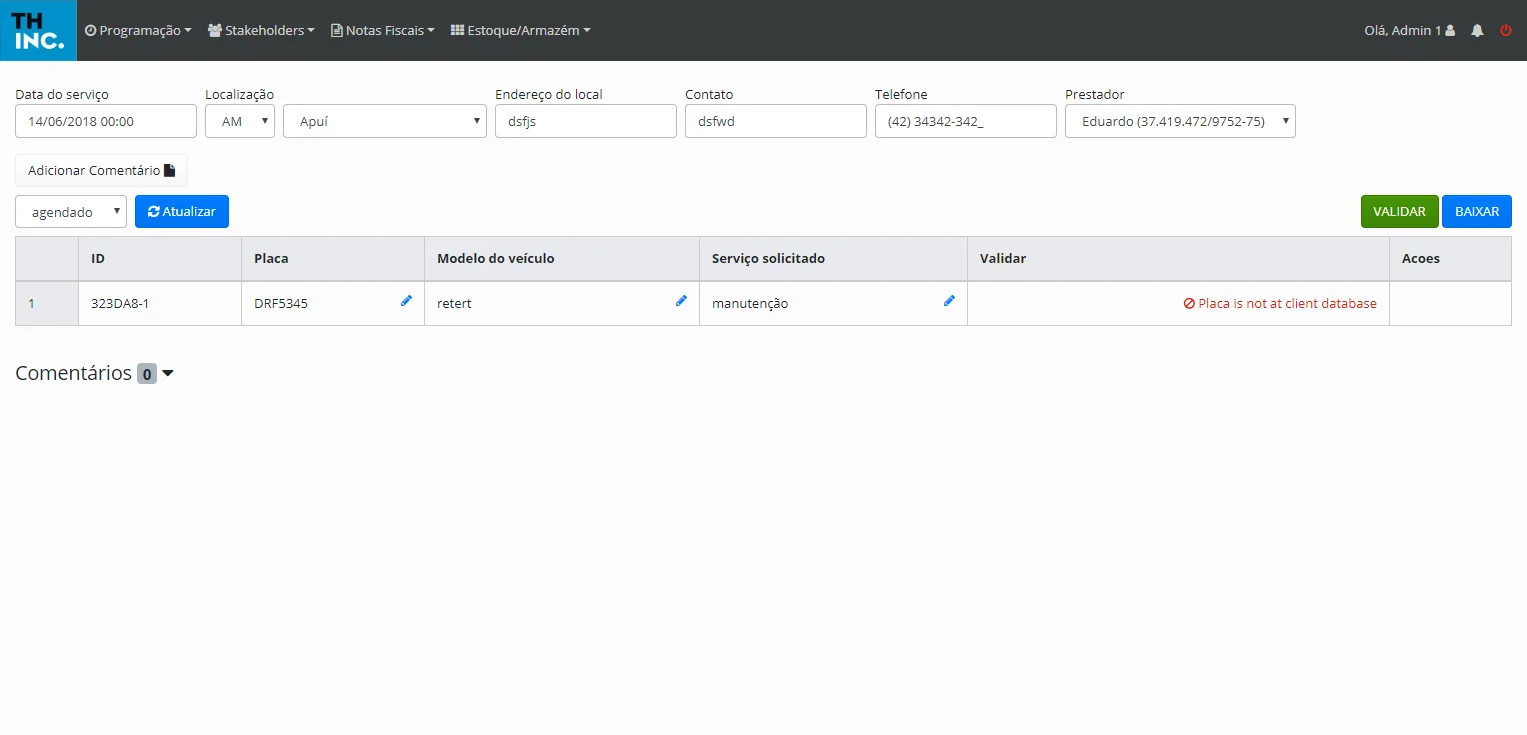 TH
INC.
Programação Stakeholders Notas Fiscais Estoque/Armazém Olá, Admin 1
Data do serviço Localização Endereço do local Contato Telefone Prestador
14/06/2018 00:00 AM Apuí dsfjs dsfwd (42) 34342-342_ Eduardo (37.419.472/9752-75)
Adicionar Comentário
agendado Atualizar VALIDAR BAIXAR
ID Placa Modelo do veículo Serviço solicitado Validar Acoes
1 323DA8-1 DRF5345 retert manutenção Placa is not at client database
Comentários 0